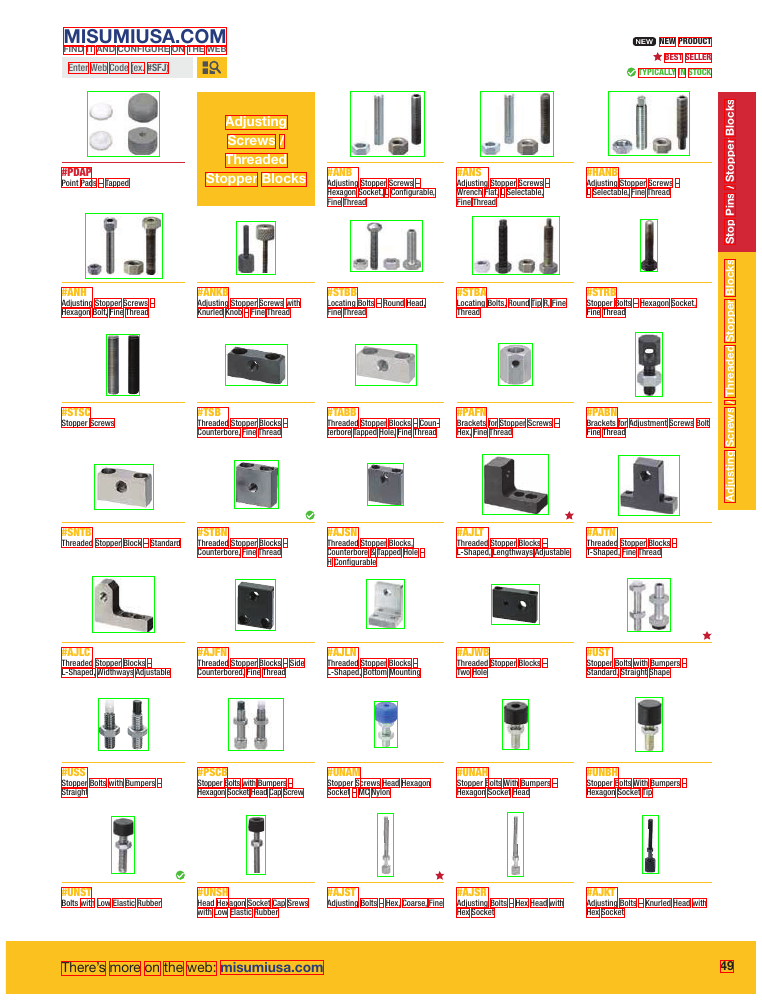 MISUMIUSA.COM
FIND IT AND CONFIGURE ON THE WEB
Enter Web Code (ex. #SFJ)
NEW NEW PRODUCT
BEST SELLER
TYPICALLY IN STOCK
#PDAP
Point Pads – Tapped
Adjusting
Screws /
Threaded
Stopper Blocks
#ANB
Adjusting Stopper Screws –
Hexagon Socket, L Configurable,
Fine Thread
#ANS
Adjusting Stopper Screws –
Wrench Flat, L Selectable,
Fine Thread
#HANB
Adjusting Stopper Screws –
L Selectable, Fine Thread
#ANH
Adjusting Stopper Screws –
Hexagon Bolt, Fine Thread
#ANKB
Adjusting Stopper Screws with
Knurled Knob – Fine Thread
#STBB
Locating Bolts – Round Head,
Fine Thread
#STBA
Locating Bolts, Round Tip R, Fine
Thread
#STRB
Stopper Bolts – Hexagon Socket,
Fine Thread
#STSC
Stopper Screws
#TSB
Threaded Stopper Blocks –
Counterbore, Fine Thread
#TABB
Threaded Stopper Blocks – Coun-
terbore Tapped Hole, Fine Thread
#PAFN
Brackets for Stopper Screws –
Hex, Fine Thread
#PABN
Brackets for Adjustment Screws Bolt
Fine Thread
#SNTB
Threaded Stopper Block – Standard
#STBN
Threaded Stopper Blocks –
Counterbore, Fine Thread
#AJSN
Threaded Stopper Blocks,
Counterbore & Tapped Hole –
H Configurable
#AJLT
Threaded Stopper Blocks –
L-Shaped, Lengthways Adjustable
#AJTN
Threaded Stopper Blocks –
T-Shaped, Fine Thread
#AJLC
Threaded Stopper Blocks –
L-Shaped, Widthways Adjustable
#AJFN
Threaded Stopper Blocks – Side
Counterbored, Fine Thread
#AJLN
Threaded Stopper Blocks –
L-Shaped, Bottom Mounting
#AJWB
Threaded Stopper Blocks –
Two Hole
#UST
Stopper Bolts with Bumpers –
Standard, Straight Shape
#USS
Stopper Bolts with Bumpers –
Straight
#PSCB
Stopper Bolts with Bumpers –
Hexagon Socket Head Cap Screw
#UNAM
Stopper Screws Head Hexagon
Socket – MC Nylon
#UNAH
Stopper Bolts With Bumpers –
Hexagon Socket Head
#UNBH
Stopper Bolts With Bumpers –
Hexagon Socket Tip
#UNST
Bolts with Low Elastic Rubber
#UNSH
Head Hexagon Socket Cap Srews
with Low Elastic Rubber
#AJST
Adjusting Bolts – Hex, Coarse, Fine
#AJSR
Adjusting Bolts – Hex Head with
Hex Socket
#AJKT
Adjusting Bolts – Knurled Head with
Hex Socket
Stop Pins / Stopper Blocks
Adjusting Screws / Threaded Stopper Blocks
There's more on the web: misumiusa.com
49